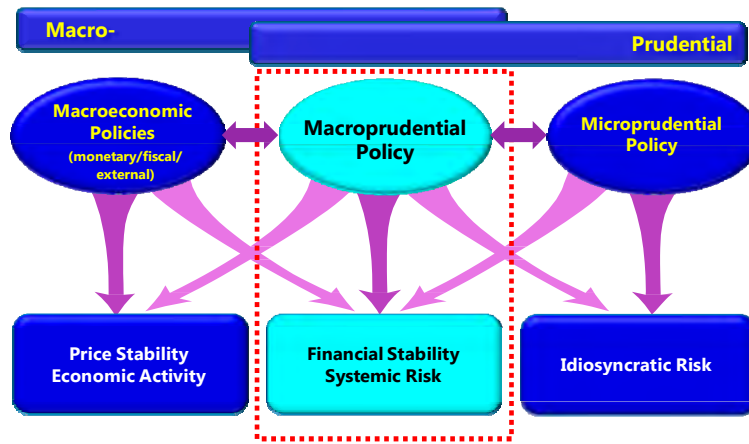 Macro-
Prudential
Macroeconomic
Policies
(monetary/fiscal/
external)
Macroprudential
Policy
Microprudential
Policy
Price Stability
Economic Activity
Financial Stability
Systemic Risk
Idiosyncratic Risk